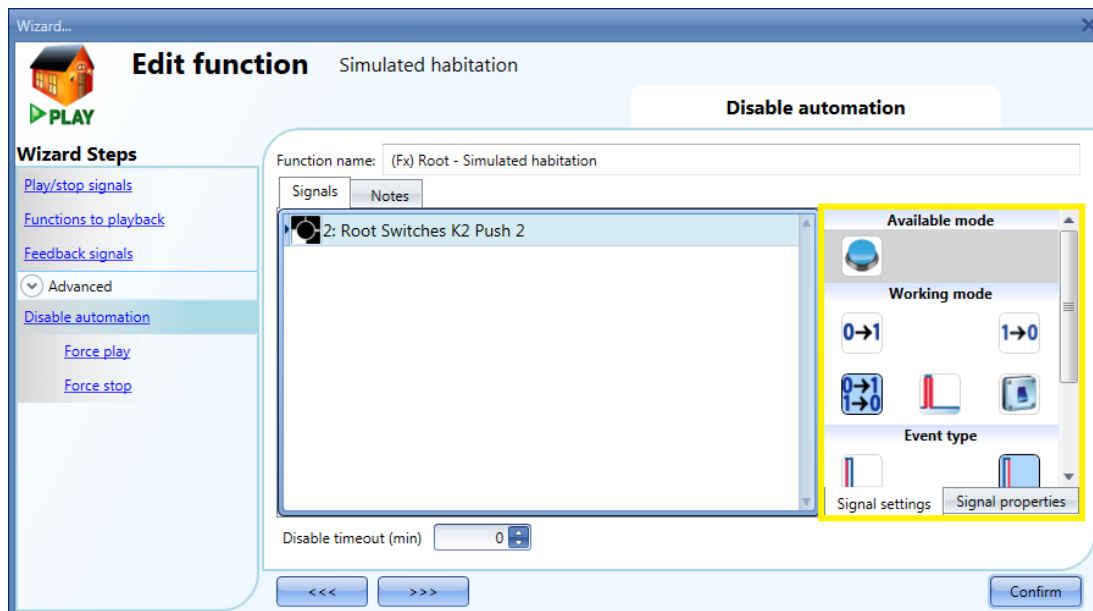 Wizard...
Edit function Simulated habitation
PLAY
Disable automation
Wizard Steps
Play/stop signals
Functions to playback
Feedback signals
Advanced
Disable automation
Force play
Force stop
Function name: (Fx) Root - Simulated habitation
Signals Notes
2: Root Switches K2 Push 2
Available mode
Working mode
0→1 1→0
0→1
1→0
Event type
Signal settings Signal properties
Disable timeout (min) 0
<<< >>> Confirm